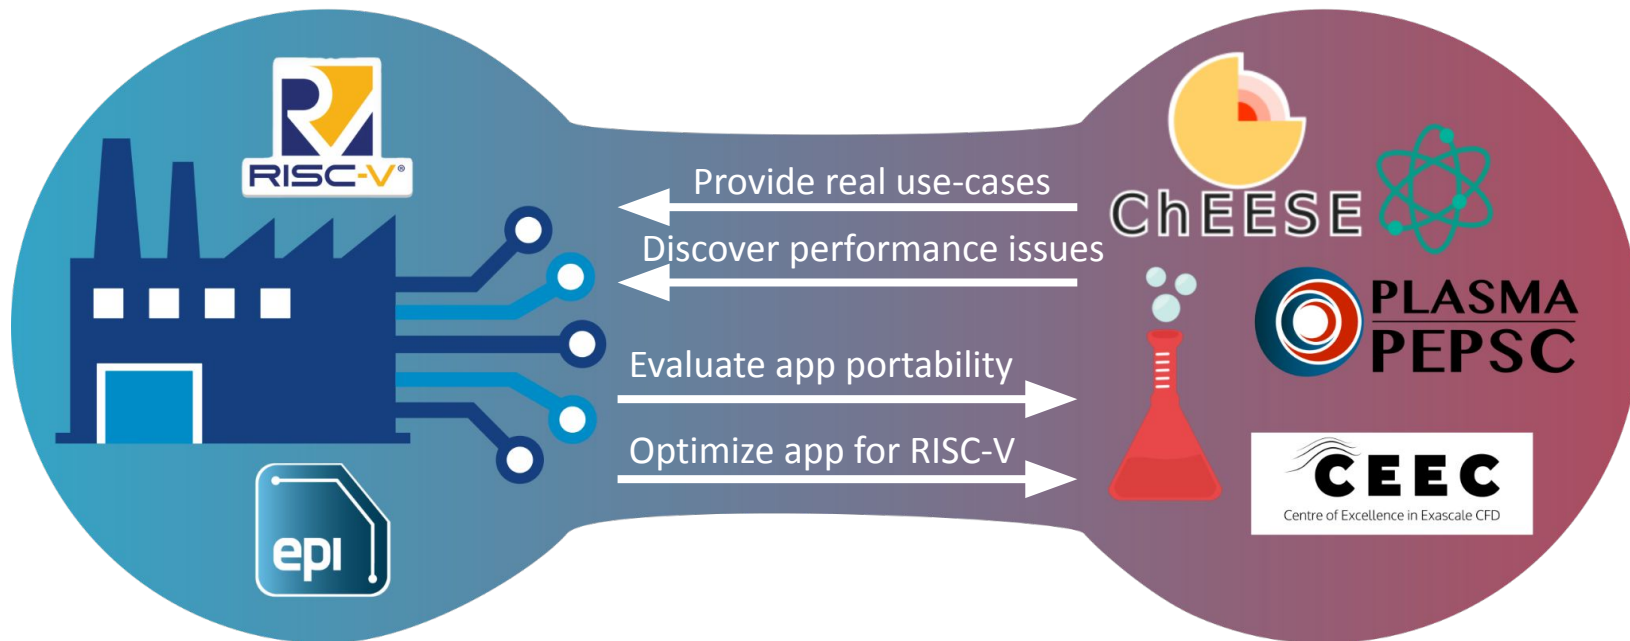 RISC-V®
epi
Provide real use-cases
Discover performance issues
Evaluate app portability
Optimize app for RISC-V
ChEESE
PLASMA
PEPSC
CEEC
Centre of Excellence in Exascale CFD